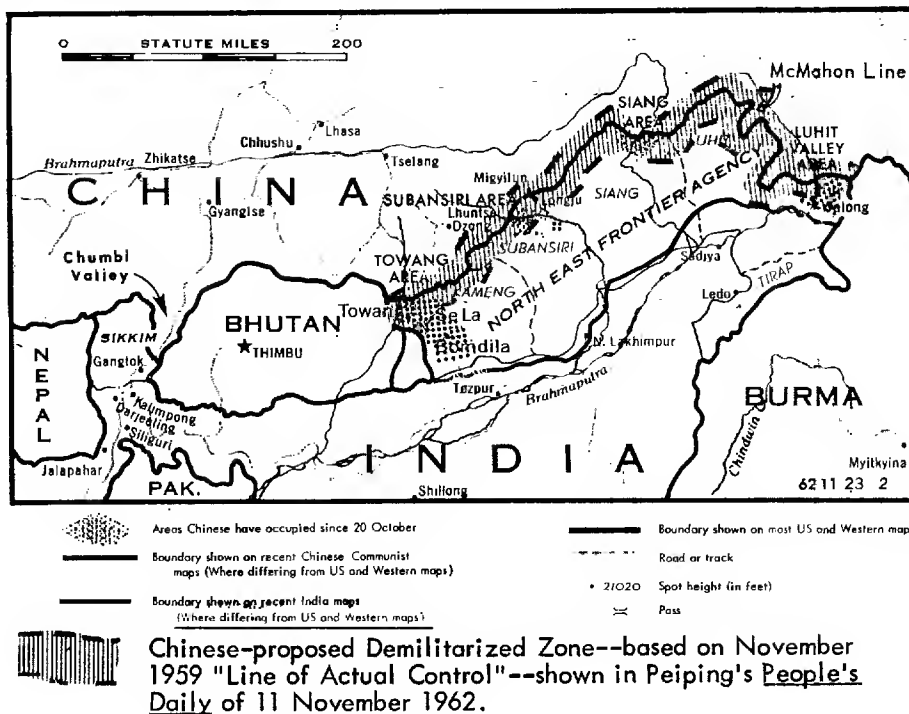 0 STATUTE MILES 200
McMahon Line
SIANG
AREA
LUHIT
VALLEY
AREA
Lhasa
Chhushu
Brahmaputra
Zhikatse
Tselang
CHINA
Migyitun
Longju
SIANG
Walong
Gyangtse
SUBANSIRI AREA
Lhuntse
Dzong
SUBANSIRI
NORTH EAST FRONTIER AGENCY
Chumbi
Valley
TOWANG
AREA
KAMENG
Sadiya
TIRAP
Ledo
Towang
Se La
BHUTAN
THIMBU
Bomdila
N. Lakhimpur
NEPAL
SIKKIM
Gangtok
Tezpur
Brahmaputra
BURMA
Kalimpong
Darjeeling
Siliguri
Jalapahar
INDIA
Chindwin
Myitkyina
PAK.
Shillong
62 11 23 2
Areas Chinese have occupied since 20 October
Boundary shown on recent Chinese Communist
maps (Where differing from US and Western maps)
Boundary shown on recent India maps
(Where differing from US and Western maps)
Boundary shown on most US and Western map
Road or track
• 21020 Spot height (in feet)
Pass
Chinese-proposed Demilitarized Zone--based on November
1959 "Line of Actual Control"--shown in Peiping's People's
Daily of 11 November 1962.